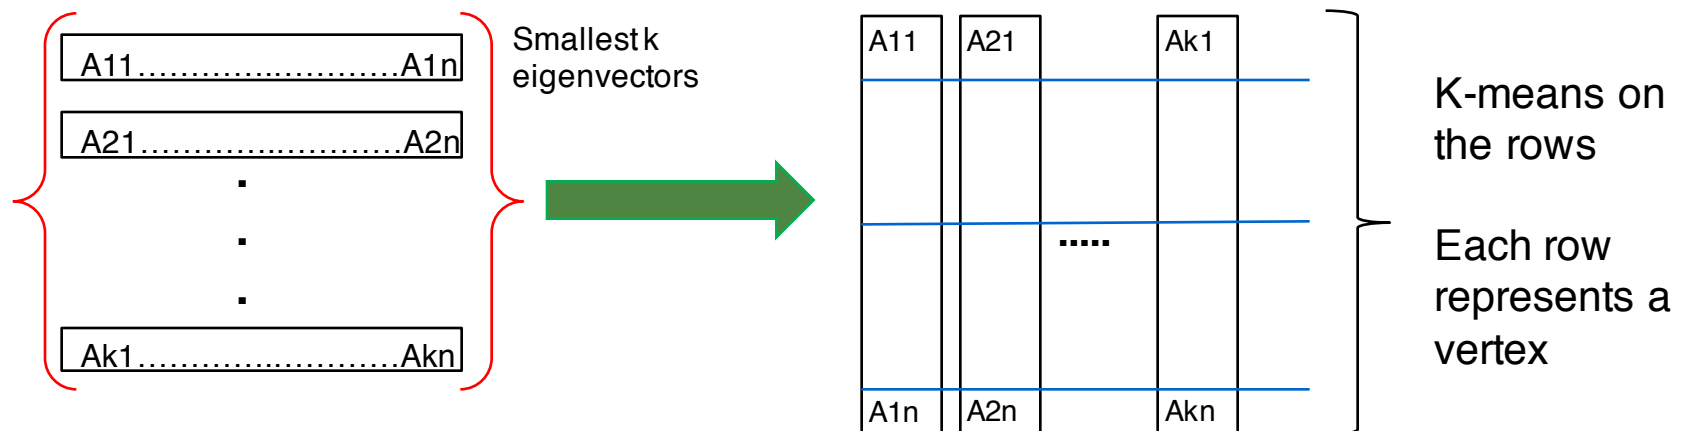 A11.........................A1n
A21.........................A2n
Ak1.........................Akn
Smallest k
eigenvectors
A11 A21 Ak1
.....
A1n A2n Akn
K-means on
the rows
Each row
represents a
vertex